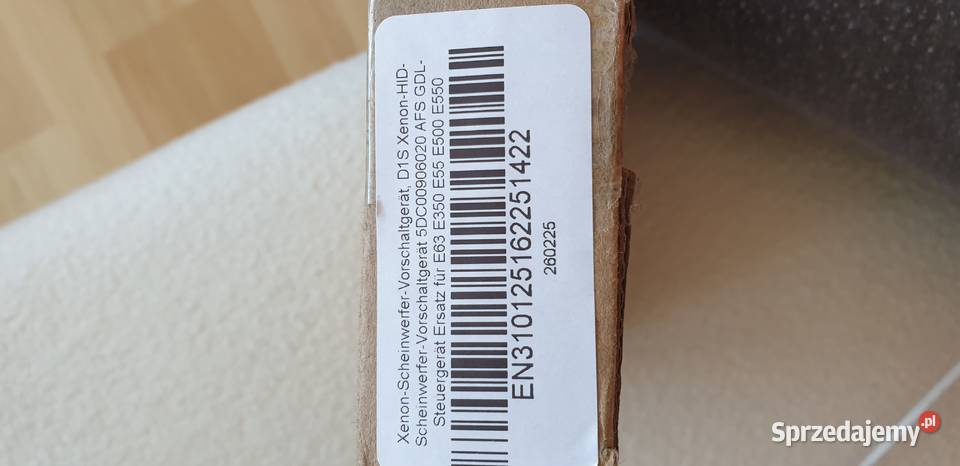 Xenon-Scheinwerfer-Vorschaltgerät, D1S Xenon-HID-
Scheinwerfer-Vorschaltgerät 5DC00906020 AFS GDL-
Steuergerät Ersatz für E63 E350 E55 E500 E550
EN310125162251422
260225
Sprzedajemy.pl